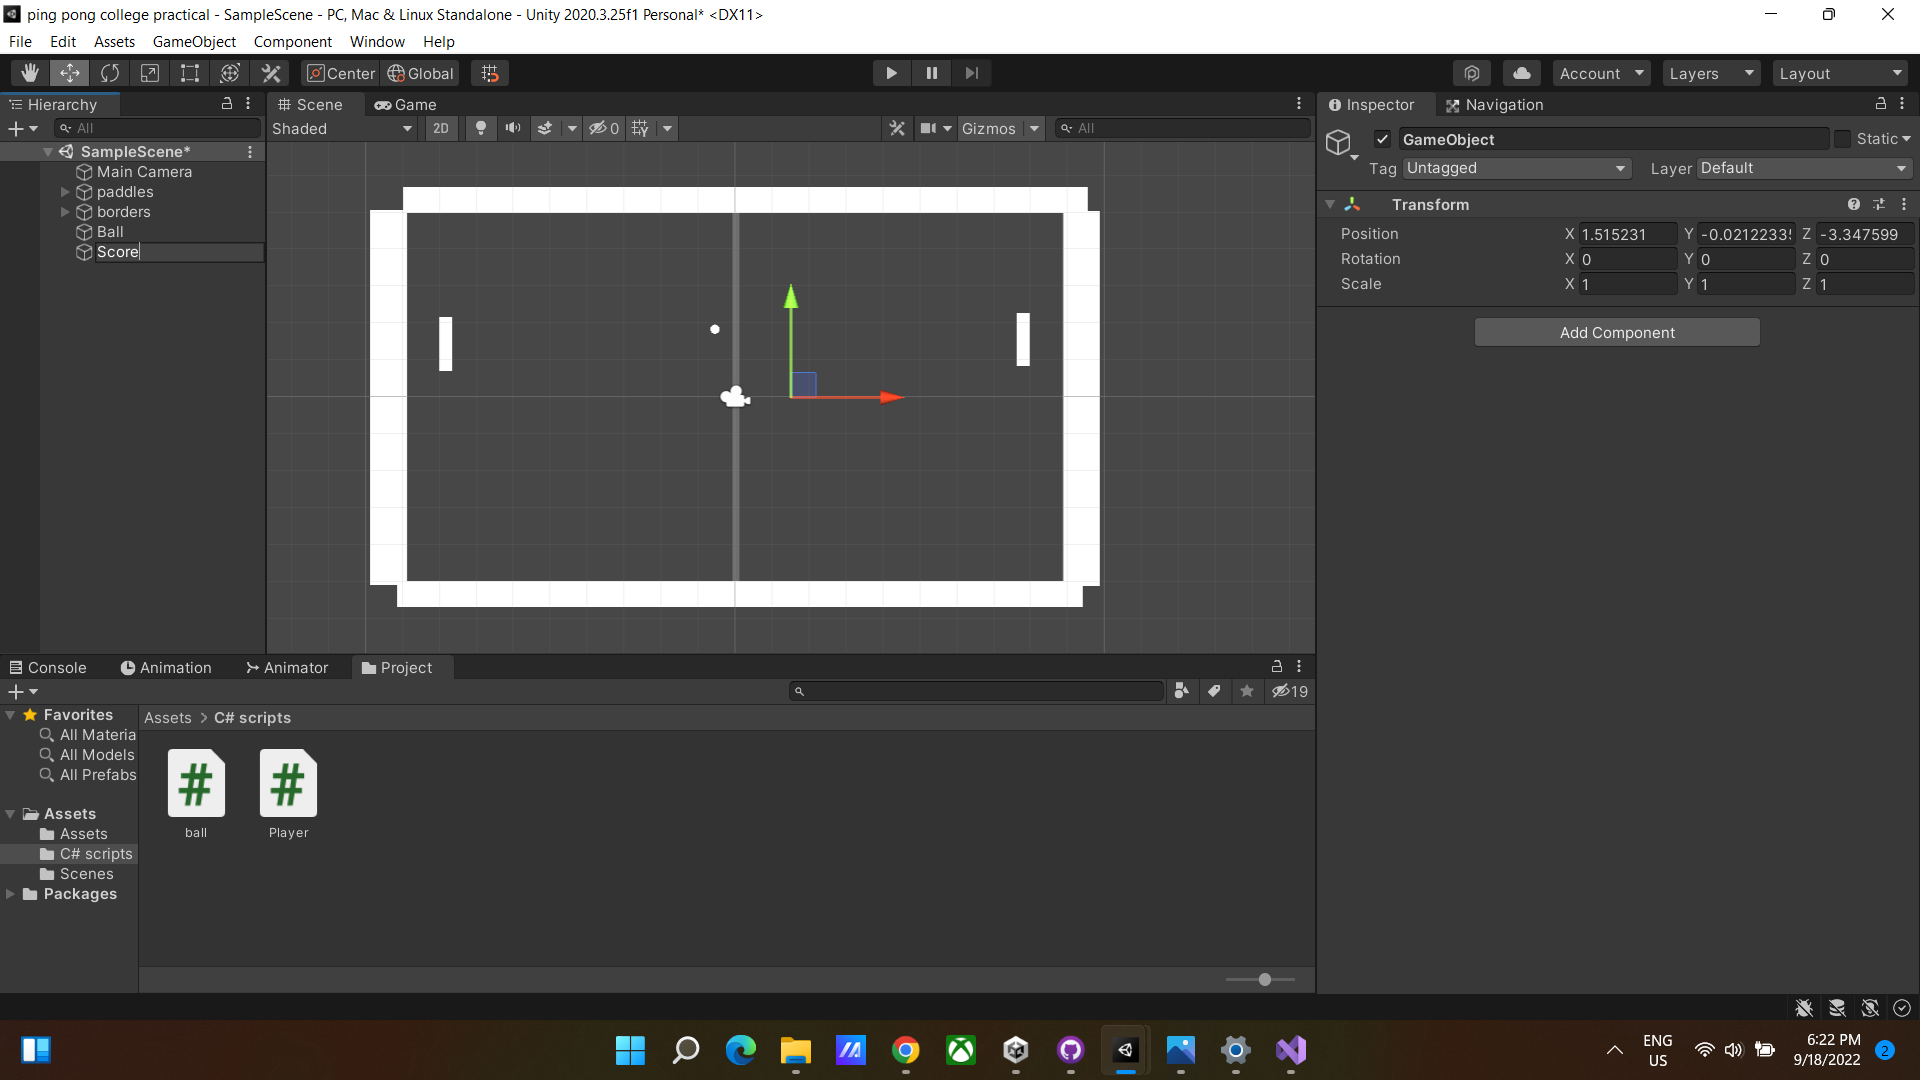 ping pong college practical - SampleScene - PC, Mac & Linux Standalone - Unity 2020.3.25f1 Personal* <DX11>
File Edit Assets GameObject Component Window Help
Center Global Account Layers Layout
Hierarchy
All
SampleScene*
Main Camera
paddles
borders
Ball
Score
Scene Game
Shaded 2D 0 Gizmos All
Inspector Navigation
GameObject Static
Tag Untagged Layer Default
Transform
Position X 1.515231 Y -0.0212233 Z -3.347599
Rotation X 0 Y 0 Z 0
Scale X 1 Y 1 Z 1
Add Component
Console Animation Animator Project
19
Favorites
All Materia
All Models
All Prefabs
Assets
Assets
C# scripts
Scenes
Packages
Assets > C# scripts
# #
ball Player
ENG
US
6:22 PM
9/18/2022
2